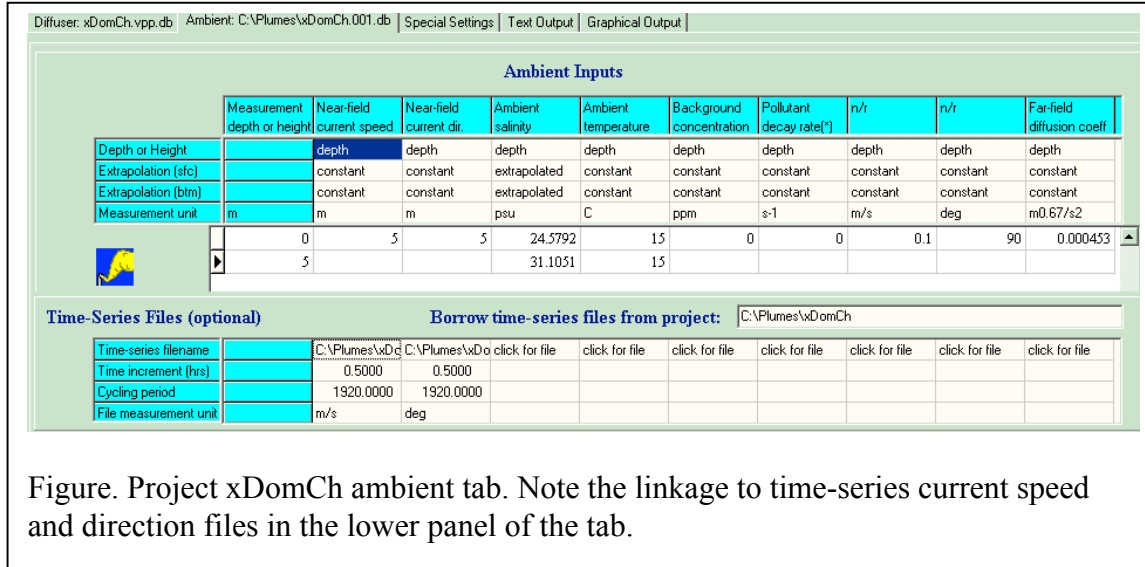 Diffuser: xDomCh.vpp.db Ambient: C:\Plumes\xDomCh.001.db Special Settings Text Output Graphical Output
Ambient Inputs
Measurement depth or height Near-field current speed Near-field current dir. Ambient salinity Ambient temperature Background concentration Pollutant decay rate(*) n/r n/r Far-field diffusion coeff
Depth or Height depth depth depth depth depth depth depth depth depth
Extrapolation (sfc) constant constant extrapolated constant constant constant constant constant constant
Extrapolation (btm) constant constant extrapolated constant constant constant constant constant constant
Measurement unit m m m psu C ppm s-1 m/s deg m0.67/s2
0 5 5 24.5792 15 0 0 0.1 90 0.000453
5 31.1051 15
Time-Series Files (optional) Borrow time-series files from project: C:\Plumes\xDomCh
Time-series filename C:\Plumes\xDo C:\Plumes\xDo click for file click for file click for file click for file click for file click for file click for file
Time increment (hrs) 0.5000 0.5000
Cycling period 1920.0000 1920.0000
File measurement unit m/s deg
Figure. Project xDomCh ambient tab. Note the linkage to time-series current speed
and direction files in the lower panel of the tab.